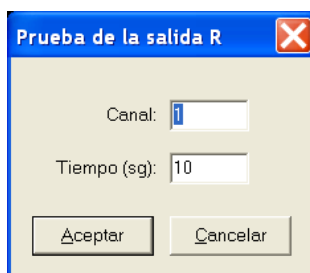 Prueba de la salida R
Canal: 1
Tiempo (sg): 10
Aceptar Cancelar